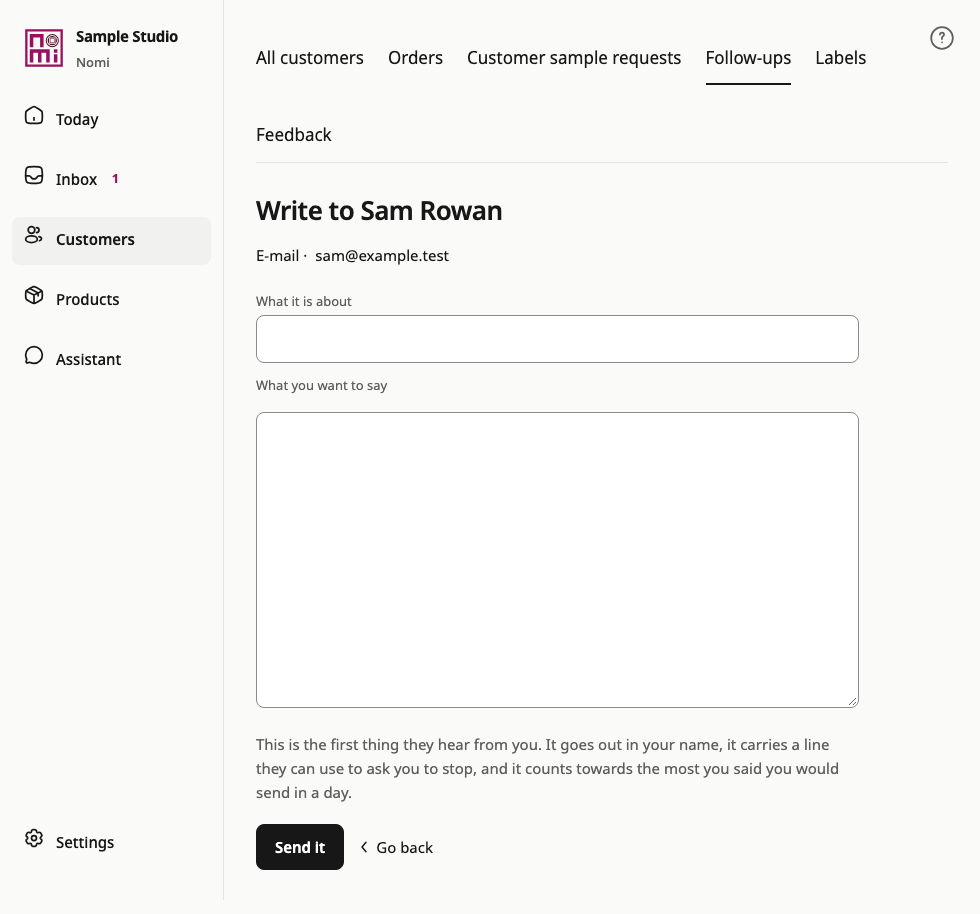 Sample Studio
Nomi
Today
Inbox 1
Customers
Products
Assistant
Settings
All customers Orders Customer sample requests Follow-ups Labels
Feedback
Write to Sam Rowan
E-mail · sam@example.test
What it is about
What you want to say
This is the first thing they hear from you. It goes out in your name, it carries a line
they can use to ask you to stop, and it counts towards the most you said you would
send in a day.
Send it Go back